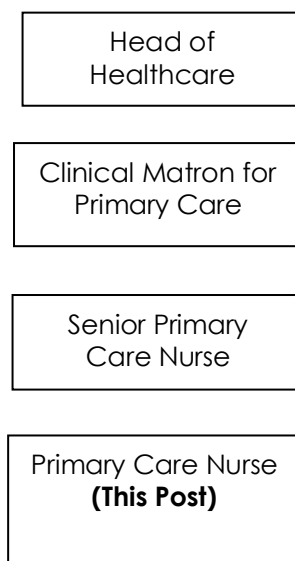 Head of
Healthcare
Clinical Matron for
Primary Care
Senior Primary
Care Nurse
Primary Care Nurse
(This Post)